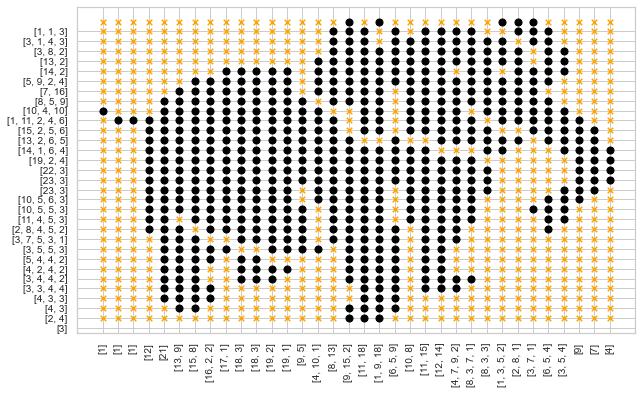 [1, 1, 3]
[3, 1, 4, 3]
[3, 8, 2]
[13, 2]
[14, 2]
[5, 9, 2, 4]
[7, 16]
[8, 5, 9]
[10, 4, 10]
[1, 11, 2, 4, 6]
[15, 2, 5, 6]
[13, 2, 6, 5]
[14, 1, 6, 4]
[19, 2, 4]
[22, 3]
[23, 3]
[23, 3]
[10, 5, 6, 3]
[10, 5, 5, 3]
[11, 4, 5, 3]
[2, 8, 4, 5, 2]
[3, 7, 5, 3, 1]
[3, 5, 5, 3]
[5, 4, 4, 2]
[4, 2, 4, 2]
[3, 4, 4, 2]
[3, 3, 4, 4]
[4, 3, 3]
[4, 3]
[2, 4]
[3]
[1]
[1]
[1]
[12]
[21]
[13, 9]
[15, 8]
[16, 2, 2]
[17, 1]
[18, 3]
[18, 3]
[19, 2]
[19, 1]
[9, 5]
[4, 10, 1]
[8, 13]
[9, 15, 2]
[11, 18]
[1, 9, 18]
[6, 5, 9]
[10, 8]
[11, 15]
[12, 14]
[4, 7, 9, 2]
[8, 3, 7, 1]
[8, 3, 3]
[1, 3, 5, 2]
[2, 8, 1]
[3, 7, 1]
[6, 5, 4]
[3, 5, 4]
[9]
[7]
[4]